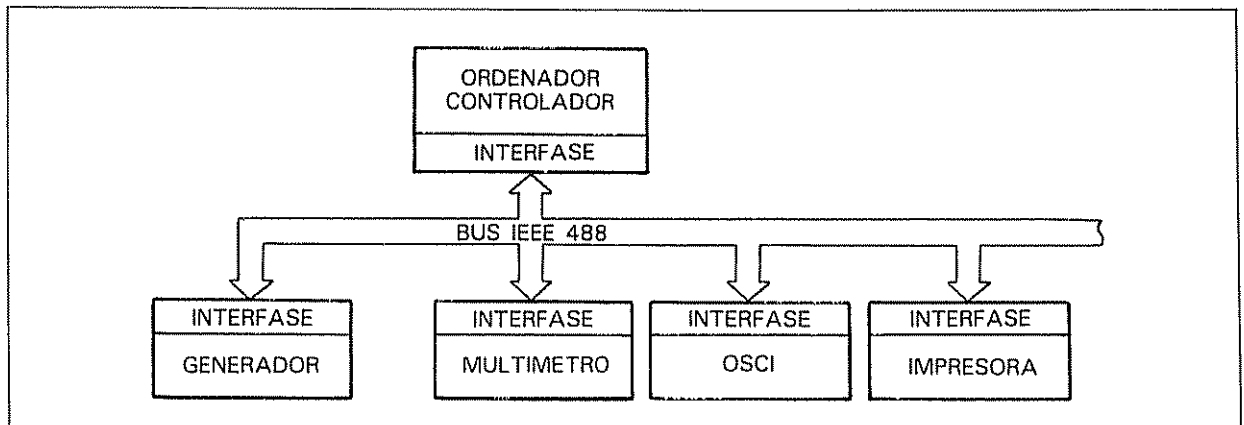 ORDENADOR
CONTROLADOR
INTERFASE
BUS IEEE 488
INTERFASE
GENERADOR
INTERFASE
MULTIMETRO
INTERFASE
OSCI
INTERFASE
IMPRESORA